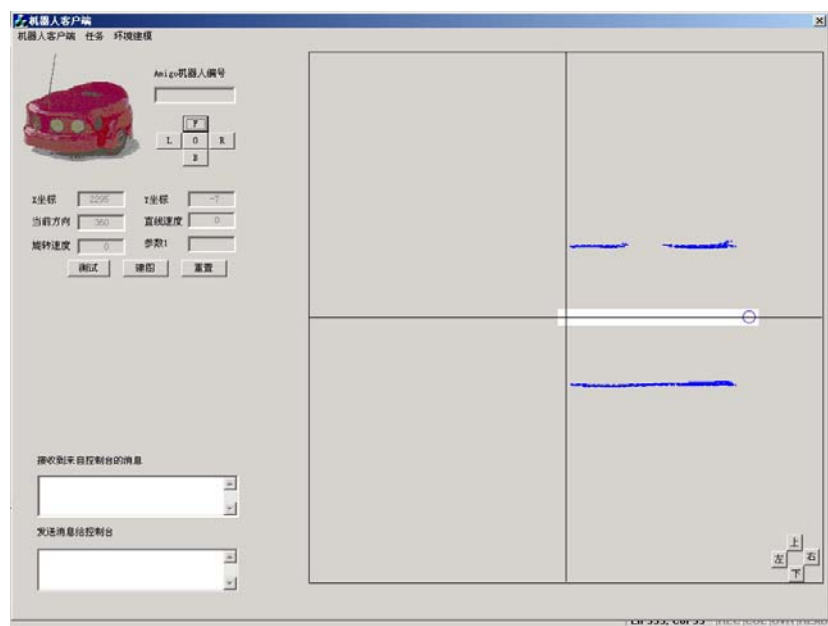 机器人客户端
机器人客户端 任务 环境建模
Amigo机器人编号
F
L O R
B
X坐标 2295 Y坐标 -7
当前方向 360 直线速度 0
旋转速度 0 参数1
测试 建图 重置
接收到来自控制台的消息
发送消息给控制台
上
左 右
下